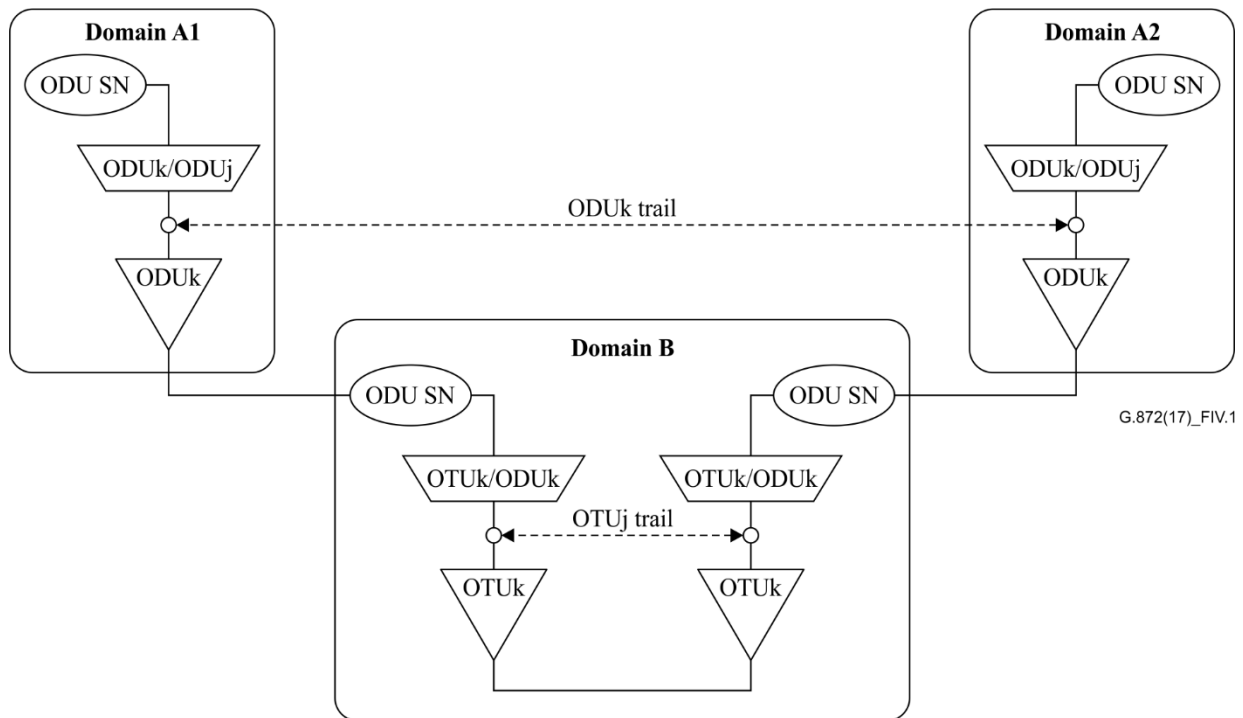 Domain A1
Domain A2
ODU SN
ODU SN
ODUk/ODUj
ODUk/ODUj
ODUk trail
ODUk
ODUk
Domain B
ODU SN
ODU SN
G.872(17)_FIV.1
OTUk/ODUk
OTUk/ODUk
OTUj trail
OTUk
OTUk